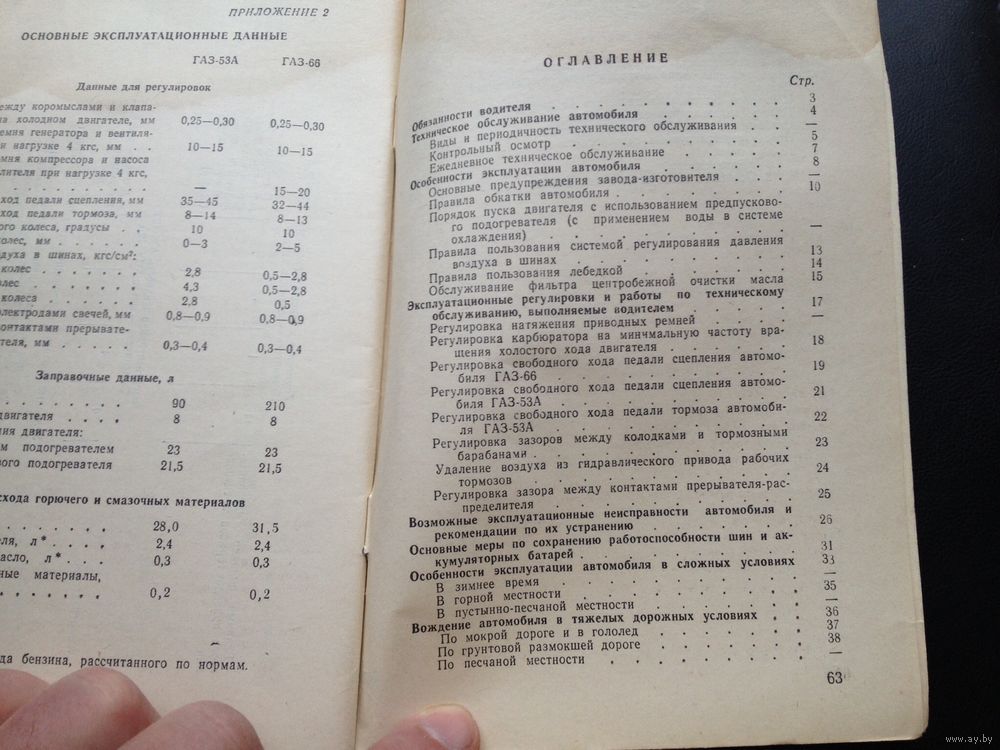 ПРИЛОЖЕНИЕ 2
ОСНОВНЫЕ ЭКСПЛУАТАЦИОННЫЕ ДАННЫЕ
ГАЗ-53А ГАЗ-66
Данные для регулировок
ежду коромыслами и клапа-
на холодном двигателе, мм 0,25—0,30 0,25—0,30
емня генератора и вентиля-
и нагрузке 4 кгс, мм . . 10—15 10—15
мня компрессора и насоса
лителя при нагрузке 4 кгс,
. . . . . . . . . — 15—20
ход педали сцепления, мм 35—45 32—44
ход педали тормоза, мм 8—14 8—13
ого колеса, градусы . . 10 10
колес, мм . . . . . . 0—3 2—5
духа в шинах, кгс/см²:
колес . . . . . . . 2,8 0,5—2,8
олес . . . . . . . 4,3 0,5—2,8
колеса . . . . . . 2,8 0,5
электродами свечей, мм 0,8—0,9 0,8—0,9
онтактами прерывате-
теля, мм . . . . . . 0,3—0,4 0,3—0,4
Заправочные данные, л
. . . . . . . . . 90 210
двигателя . . . . 8 8
ния двигателя:
ым подогревателем 23 23
вого подогревателя 21,5 21,5
схода горючего и смазочных материалов
. . . . . . . . 28,0 31,5
еля, л* . . . . 2,4 2,4
асло, л* . . . . 0,3 0,3
ные материалы,
. . . . . . . . 0,2 0,2
да бензина, рассчитанного по нормам.
ОГЛАВЛЕНИЕ
Стр.
Обязанности водителя . . . . . . . . . . 3
Техническое обслуживание автомобиля . . . . . 4
Виды и периодичность технического обслуживания . . —
Контрольный осмотр . . . . . . . . . 5
Ежедневное техническое обслуживание . . . . . 7
Особенности эксплуатации автомобиля . . . . . 8
Основные предупреждения завода-изготовителя . . . —
Правила обкатки автомобиля . . . . . . . 10
Порядок пуска двигателя с использованием предпусково-
го подогревателя (с применением воды в системе
охлаждения) . . . . . . . . . . —
Правила пользования системой регулирования давления
воздуха в шинах . . . . . . . . . 13
Правила пользования лебедкой . . . . . . 14
Обслуживание фильтра центробежной очистки масла 15
Эксплуатационные регулировки и работы по техническому
обслуживанию, выполняемые водителем . . . . 17
Регулировка натяжения приводных ремней . . . . —
Регулировка карбюратора на минчмальную частоту вра-
щения холостого хода двигателя . . . . . 18
Регулировка свободного хода педали сцепления автомо-
биля ГАЗ-66 . . . . . . . . . 19
Регулировка свободного хода педали сцепления автомо-
биля ГАЗ-53А . . . . . . . . . 21
Регулировка свободного хода педали тормоза автомоби-
ля ГАЗ-53А . . . . . . . . . 22
Регулировка зазоров между колодками и тормозными
барабанами . . . . . . . . . . 23
Удаление воздуха из гидравлического привода рабочих
тормозов . . . . . . . . . . 24
Регулировка зазора между контактами прерывателя-рас-
пределителя . . . . . . . . . 25
Возможные эксплуатационные неисправности автомобиля и
рекомендации по их устранению . . . . . . 26
Основные меры по сохранению работоспособности шин и ак-
кумуляторных батарей . . . . . . . . 31
Особенности эксплуатации автомобиля в сложных условиях 33
В зимнее время . . . . . . . . . —
В горной местности . . . . . . . . 35
В пустынно-песчаной местности . . . . . . —
Вождение автомобиля в тяжелых дорожных условиях . . 36
По мокрой дороге и в гололед . . . . . . 37
По грунтовой размокшей дороге . . . . . . 38
По песчаной местности . . . . . . . —
63
www.ay.by